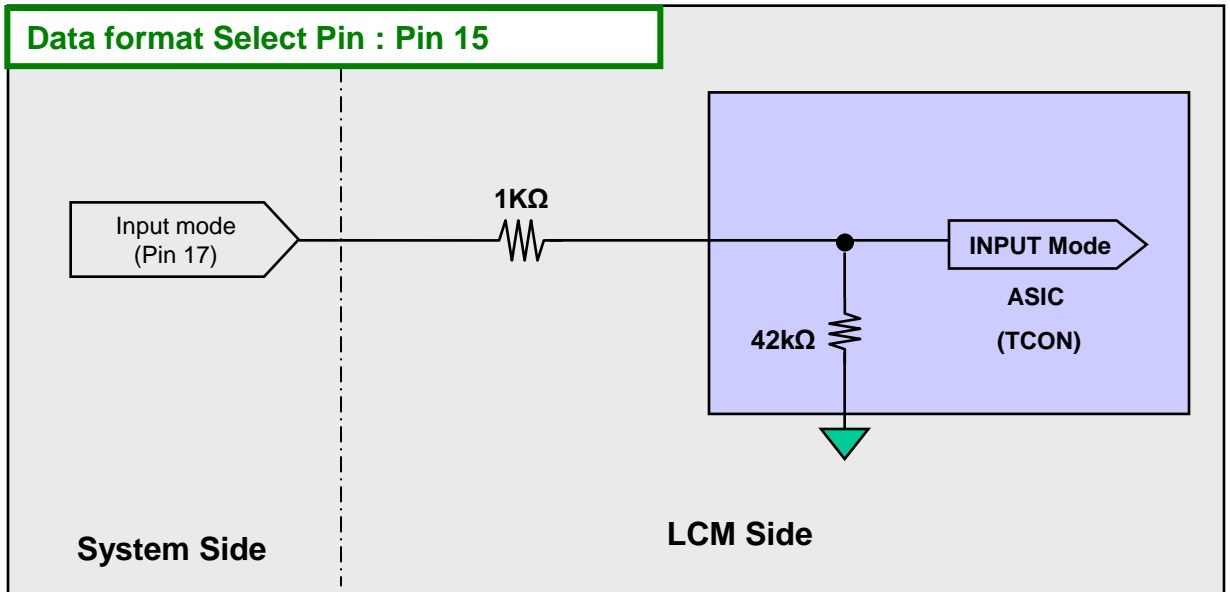 Data format Select Pin : Pin 15
1KΩ
Input mode
(Pin 17)
INPUT Mode
ASIC
(TCON)
42kΩ
System Side
LCM Side